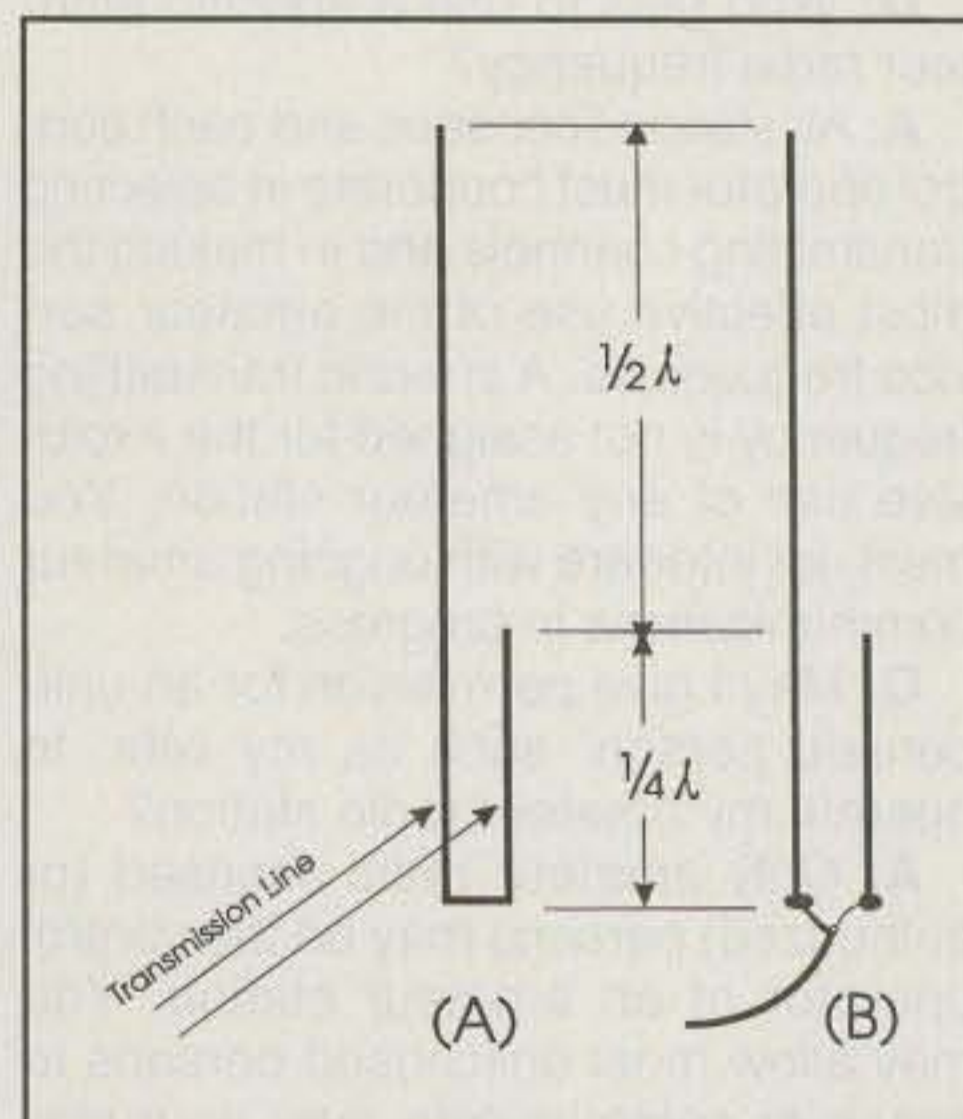 1/2 λ
1/4 λ
Transmission Line
(A)
(B)